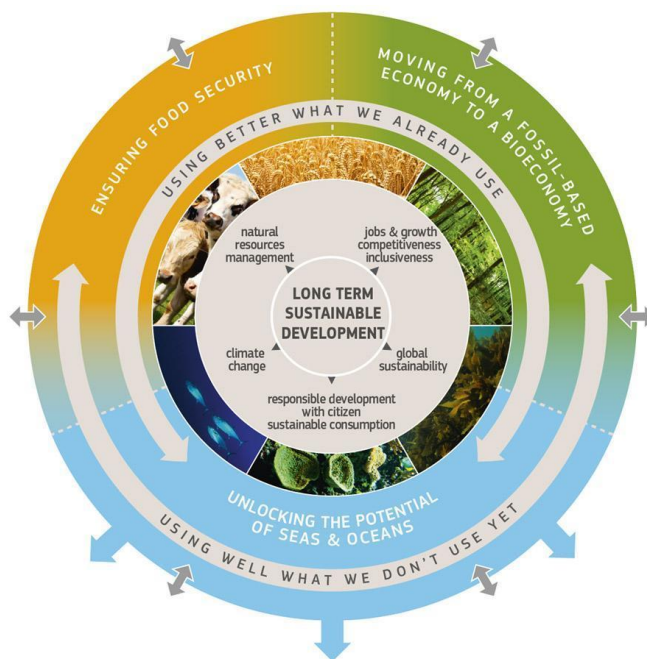 ENSURING FOOD SECURITY
MOVING FROM A FOSSIL-BASED
ECONOMY TO A BIOECONOMY
USING BETTER WHAT WE ALREADY USE
natural
resources
management
jobs & growth
competitiveness
inclusiveness
LONG TERM
SUSTAINABLE
DEVELOPMENT
climate
change
global
sustainability
responsible development
with citizen
sustainable consumption
UNLOCKING THE POTENTIAL
OF SEAS & OCEANS
USING WELL WHAT WE DON'T USE YET